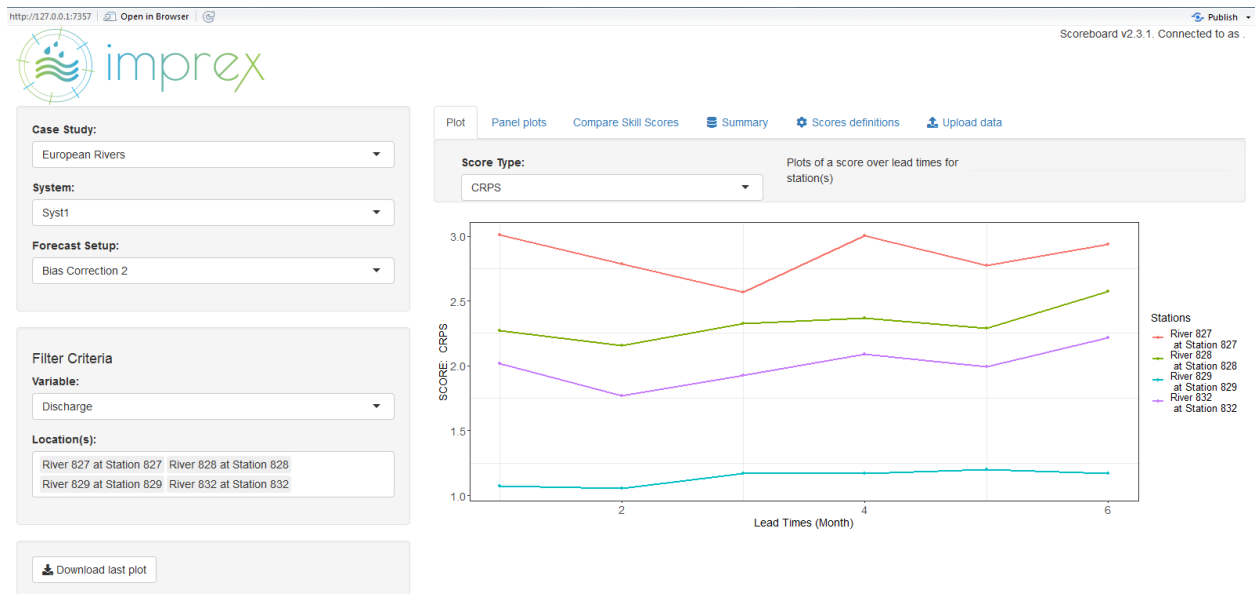 http://127.0.0.1:7357 Open in Browser Publish
Scoreboard v2.3.1. Connected to as .
imprex
Case Study:
European Rivers
System:
Syst1
Forecast Setup:
Bias Correction 2
Filter Criteria
Variable:
Discharge
Location(s):
River 827 at Station 827 River 828 at Station 828
River 829 at Station 829 River 832 at Station 832
Download last plot
Plot Panel plots Compare Skill Scores Summary Scores definitions Upload data
Score Type:
CRPS
Plots of a score over lead times for
station(s)
SCORE: CRPS
3.0
2.5
2.0
1.5
1.0
2 4 6
Lead Times (Month)
Stations
River 827
at Station 827
River 828
at Station 828
River 829
at Station 829
River 832
at Station 832